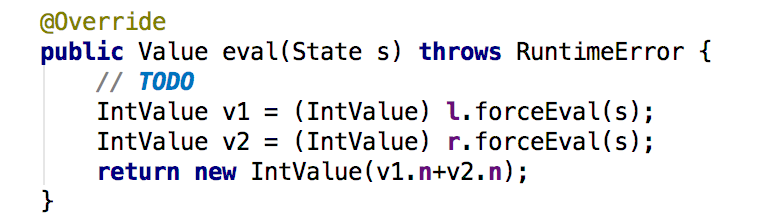 @Override
public Value eval(State s) throws RuntimeError {
    // TODO
    IntValue v1 = (IntValue) l.forceEval(s);
    IntValue v2 = (IntValue) r.forceEval(s);
    return new IntValue(v1.n+v2.n);
}